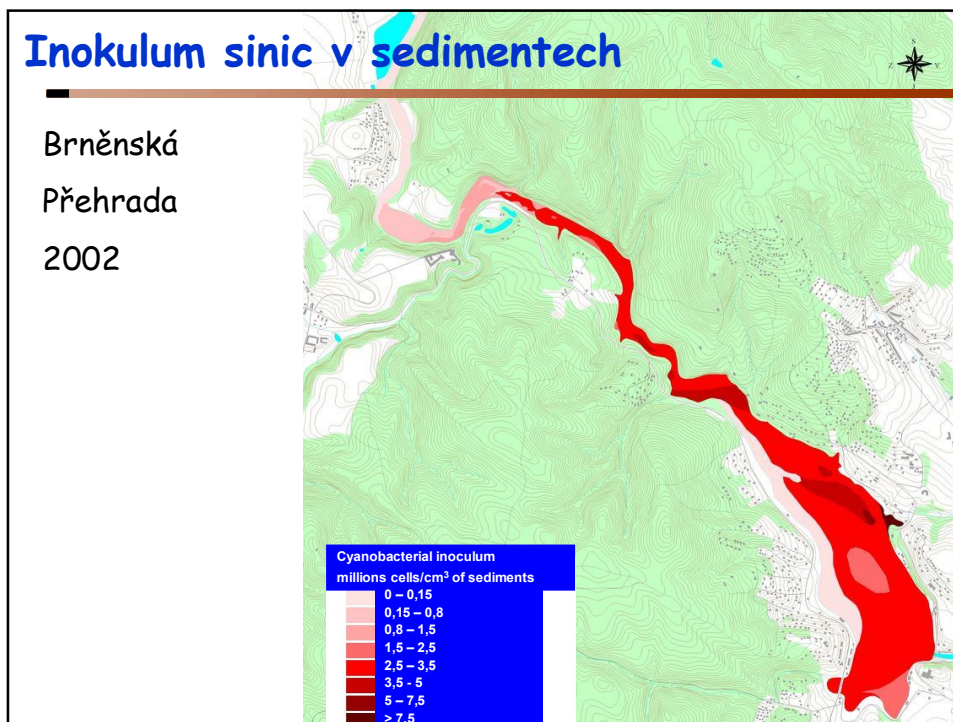 Inokulum sinic v sedimentech
S
Z
V
J
Brněnská
Přehrada
2002
Cyanobacterial inoculum
millions cells/cm³ of sediments
0 – 0,15
0,15 – 0,8
0,8 – 1,5
1,5 – 2,5
2,5 – 3,5
3,5 - 5
5 – 7,5
> 7,5